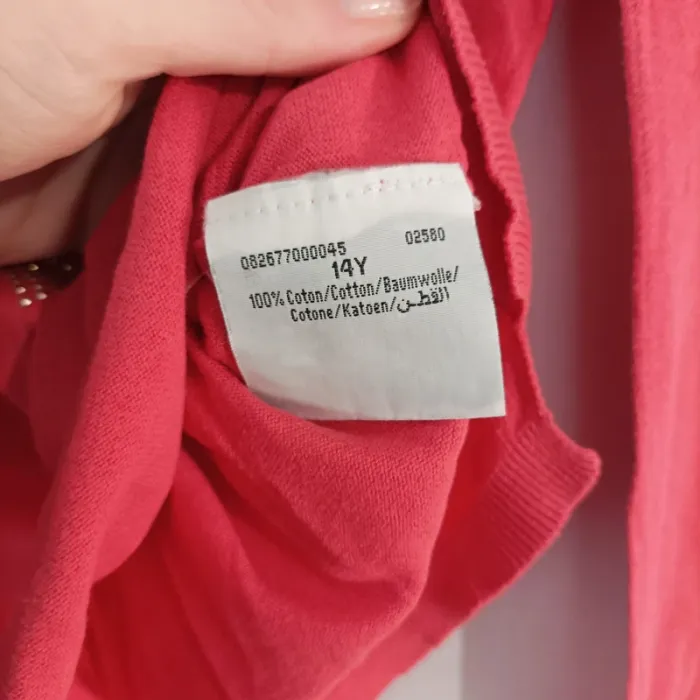 082677000045 02580
14Y
100% Coton/Cotton/Baumwolle/
Cotone/Katoen/القطن